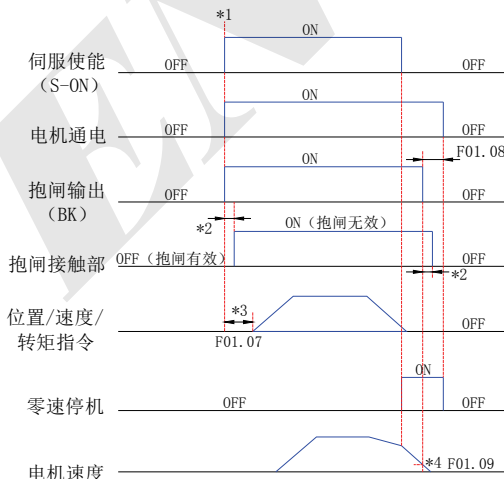 *1
ON
伺服使能
(S-ON)
OFF
OFF
ON
电机通电
OFF
OFF
F01.08
ON
抱闸输出
(BK)
OFF
OFF
*2
ON（抱闸无效）
抱闸接触部
OFF（抱闸有效）
*2
OFF
位置/速度/
转矩指令
*3
F01.07
OFF
ON
零速停机
OFF
OFF
电机速度
*4 F01.09